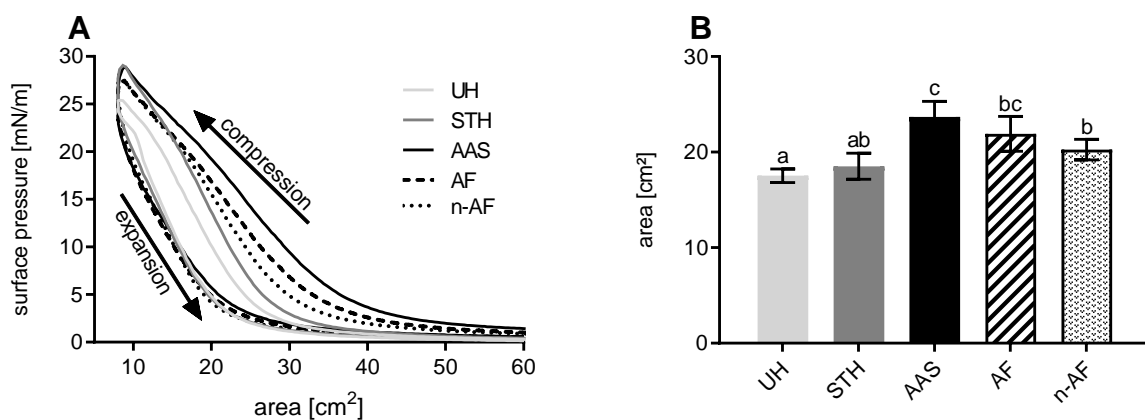 A
surface pressure [mN/m]
30
25
20
15
10
5
0
10
20
30
40
50
60
area [cm²]
compression
expansion
UH
STH
AAS
AF
n-AF
B
area [cm²]
30
20
10
0
a
ab
c
bc
b
UH
STH
AAS
AF
n-AF